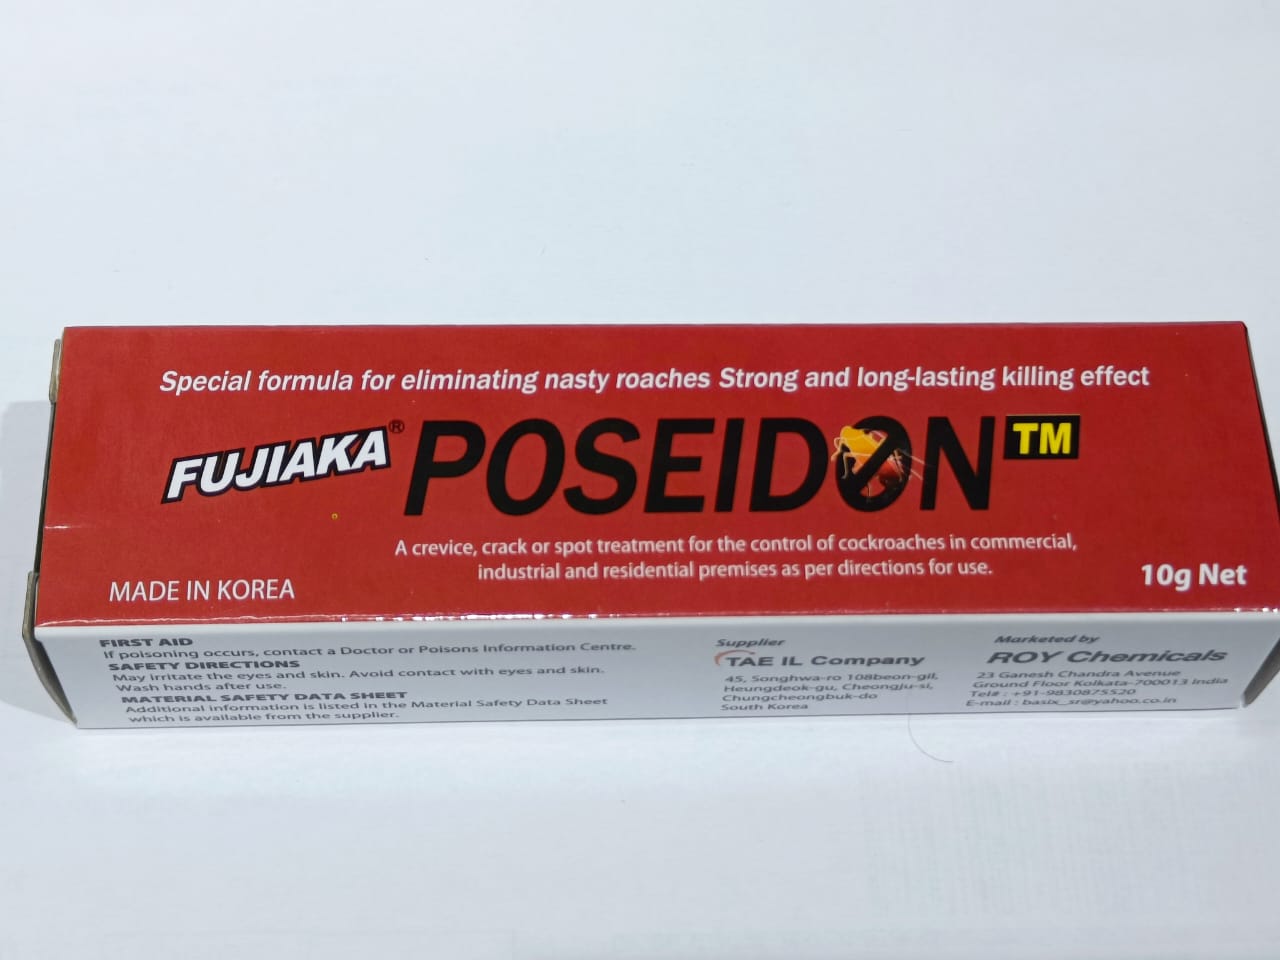 Special formula for eliminating nasty roaches Strong and long-lasting killing effect
FUJIAKA® POSEIDON TM
A crevice, crack or spot treatment for the control of cockroaches in commercial,
industrial and residential premises as per directions for use.
MADE IN KOREA
10g Net
FIRST AID
If poisoning occurs, contact a Doctor or Poisons Information Centre.
SAFETY DIRECTIONS
May irritate the eyes and skin. Avoid contact with eyes and skin.
Wash hands after use.
MATERIAL SAFETY DATA SHEET
Additional information is listed in the Material Safety Data Sheet
which is available from the supplier.
Supplier
TAE IL Company
45, Songhwa-ro 108beon-gil,
Heungdeok-gu, Cheongju-si,
Chungcheongbuk-do
South Korea
Marketed by
ROY Chemicals
23 Ganesh Chandra Avenue
Ground Floor Kolkata-700013 India
Tel# : +91-9830875520
E-mail : basix_sr@yahoo.co.in